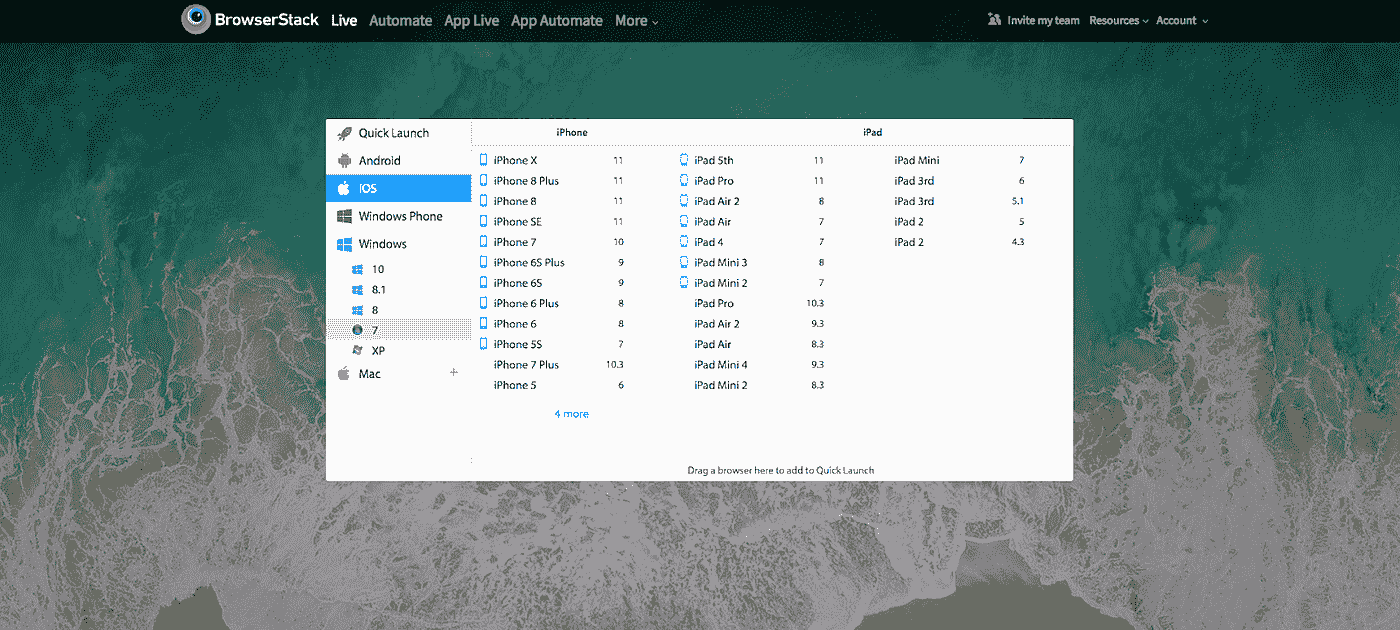 BrowserStack Live Automate App Live App Automate More Invite my team Resources Account
Quick Launch
Android
iOS
Windows Phone
Windows
10
8.1
8
7
XP
Mac +
iPhone
iPhone X 11
iPhone 8 Plus 11
iPhone 8 11
iPhone SE 11
iPhone 7 10
iPhone 6S Plus 9
iPhone 6S 9
iPhone 6 Plus 8
iPhone 6 8
iPhone 5S 7
iPhone 7 Plus 10.3
iPhone 5 6
4 more
iPad
iPad 5th 11
iPad Pro 11
iPad Air 2 8
iPad Air 7
iPad 4 7
iPad Mini 3 8
iPad Mini 2 7
iPad Pro 10.3
iPad Air 2 9.3
iPad Air 8.3
iPad Mini 4 9.3
iPad Mini 2 8.3
iPad Mini 7
iPad 3rd 6
iPad 3rd 5.1
iPad 2 5
iPad 2 4.3
Drag a browser here to add to Quick Launch